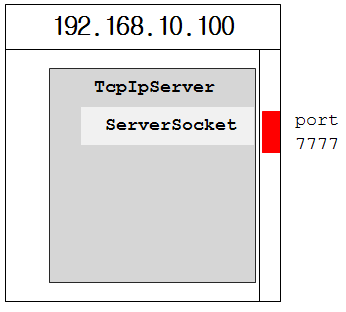 192.168.10.100
TcpIpServer
ServerSocket
port
7777